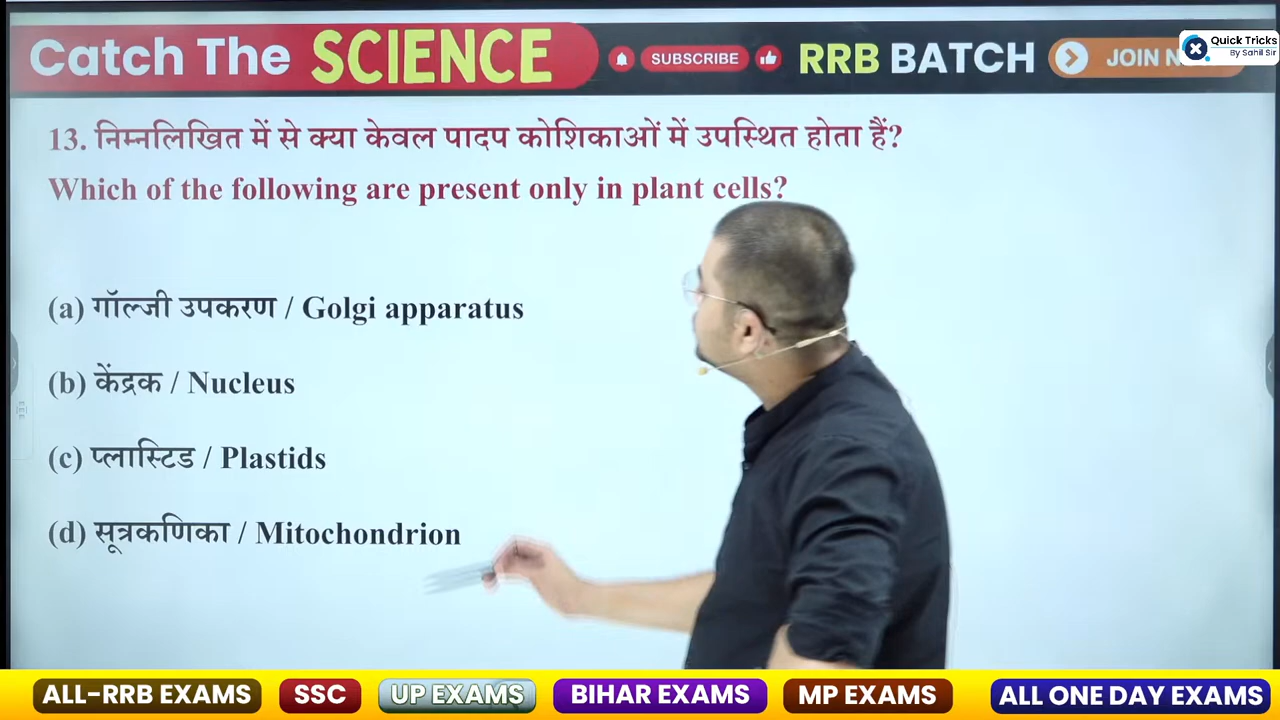 Catch The SCIENCE SUBSCRIBE RRB BATCH JOIN
Quick Tricks
By Sahil Sir
13. निम्नलिखित में से क्या केवल पादप कोशिकाओं में उपस्थित होता हैं?
Which of the following are present only in plant cells?
(a) गॉल्जी उपकरण / Golgi apparatus
(b) केंद्रक / Nucleus
(c) प्लास्टिड / Plastids
(d) सूत्रकणिका / Mitochondrion
ALL-RRB EXAMS SSC UP EXAMS BIHAR EXAMS MP EXAMS ALL ONE DAY EXAMS